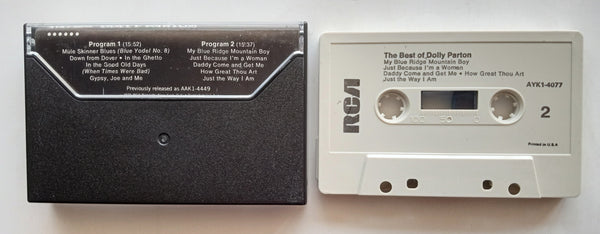 Program 1 (15:52)
Mule Skinner Blues (Blue Yodel No. 8)
Down from Dover • In the Ghetto
In the Good Old Days
(When Times Were Bad)
Gypsy, Joe and Me
Program 2 (15:37)
My Blue Ridge Mountain Boy
Just Because I'm a Woman
Daddy Come and Get Me
How Great Thou Art
Just the Way I Am
Previously released as AAK1-4449
The Best of Dolly Parton
My Blue Ridge Mountain Boy
Just Because I'm a Woman
Daddy Come and Get Me • How Great Thou Art
Just the Way I Am
AYK1-4077
RCA
2
Printed in U.S.A.